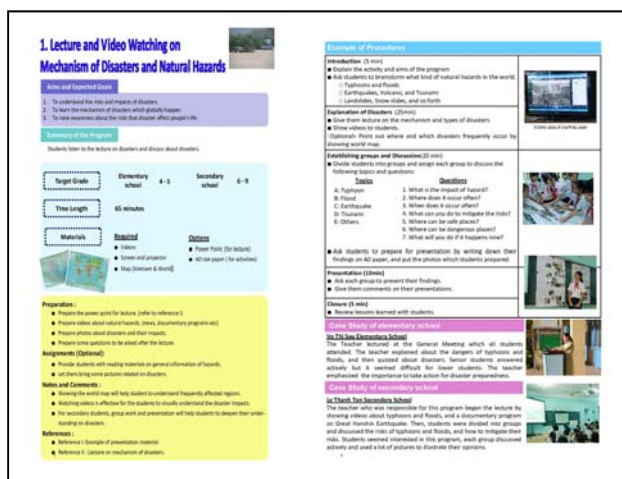 1. Lecture and Video Watching on
Mechanism of Disasters and Natural Hazards
Aims and Expected Goals
1. To understand the risks and impacts of disasters.
2. To learn the mechanism of disasters which globally happen
3. To raise awareness about the risks that disaster affect people's life.
Summary of the Program
Students listen to the lecture on disasters and discuss about disasters.
Target Grade
Elementary school 4 - 5
Secondary school 6 - 9
Time Length
65 minutes
Materials
Required
● Videos
● Screen and projector
● Map (Vietnam & World)
Options
● Power Point (for lecture)
● A0 size paper (for activities)
Preparation :
● Prepare the power point for lecture. (refer to reference I)
● Prepare videos about natural hazards (news, documentary programs etc)
● Prepare photos about disasters and their impacts.
● Prepare some questions to be asked after the lecture.
Assignments (Optional):
● Provide students with reading materials on general information of hazards.
● Let them bring some pictures related on disasters.
Notes and Comments :
● Showing the world map will help student to understand frequently affected regions.
● Watching videos is effective for the students to visually understand the disaster impacts.
● For secondary students, group work and presentation will help students to deepen their under-
standing on disasters.
References :
● Reference I: Example of presentation material.
● Reference II : Lecture on mechanism of disasters.
Example of Procedures
Introduction (5 min)
● Explain the activity and aims of the program
● Ask students to brainstorm what kind of natural hazards in the world.
○ Typhoons and floods
○ Earthquakes, Volcano, and Tsunami
○ Landslides, Snow slides, and so forth
Explanation of Disasters (25min)
● Give them lecture on the mechanism and types of disasters
● Show videos to students.
<Optional> Point out where and which disasters frequently occur by
showing world map.
Video about earthquake
Establishing groups and Discussion(20 min)
● Divide students into groups and assign each group to discuss the
following topics and questions:
Topics
A: Typhoon
B: Flood
C: Earthquake
D: Tsunami
E: Others
Questions
1. What is the impact of hazard?
2. Where does it occur often?
3. When does it occur often?
4. What can you do to mitigate the risks?
5. Where can be safe places?
6. Where can be dangerous places?
7. What will you do if it happens now?
● Ask students to prepare for presentation by writing down their
findings on A0 paper, and put the photos which students prepared
Presentation (10min)
● Ask each group to present their findings.
● Give them comments on their presentations.
Closure (5 min)
● Review lessons learned with students.
Case Study of elementary school
Vo Thi Sau Elementary School
The Teacher lectured at the General Meeting which all students
attended. The teacher explained about the dangers of typhoons and
floods, and then quizzed about disasters. Senior students answered
actively but it seemed difficult for lower students. The teacher
emphasized the importance to take action for disaster preparedness.
Case Study of secondary school
Le Thanh Ton Secondary School
The teacher who was responsible for this program began the lecture by
showing videos about typhoons and floods, and a documentary program
on Great Hanshin Earthquake. Then, students were divided into groups
and discussed the risks of typhoons and floods, and how to mitigate their
risks. Students seemed interested in this program, each group discussed
actively and used a lot of pictures to illustrate their opinions.